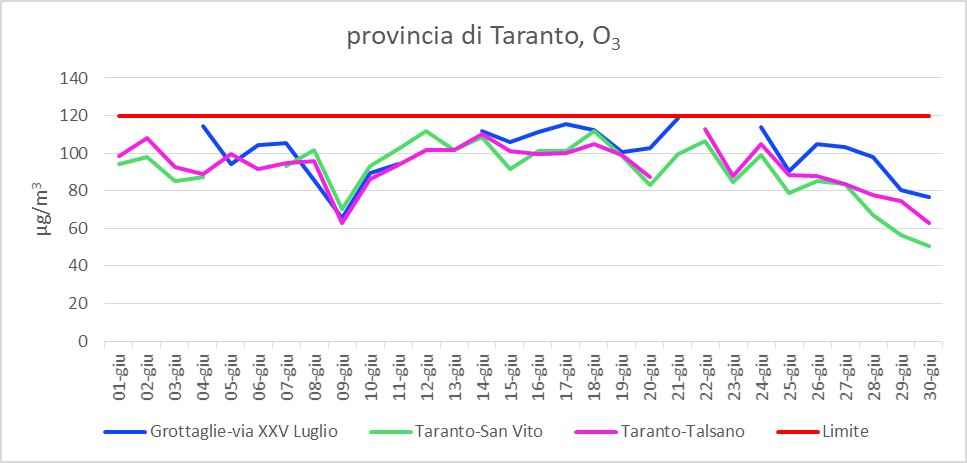 provincia di Taranto, O₃
140
120
100
80
60
40
20
0
µg/m³
01-giu
02-giu
03-giu
04-giu
05-giu
06-giu
07-giu
08-giu
09-giu
10-giu
11-giu
12-giu
13-giu
14-giu
15-giu
16-giu
17-giu
18-giu
19-giu
20-giu
21-giu
22-giu
23-giu
24-giu
25-giu
26-giu
27-giu
28-giu
29-giu
30-giu
Grottaglie-via XXV Luglio Taranto-San Vito Taranto-Talsano Limite